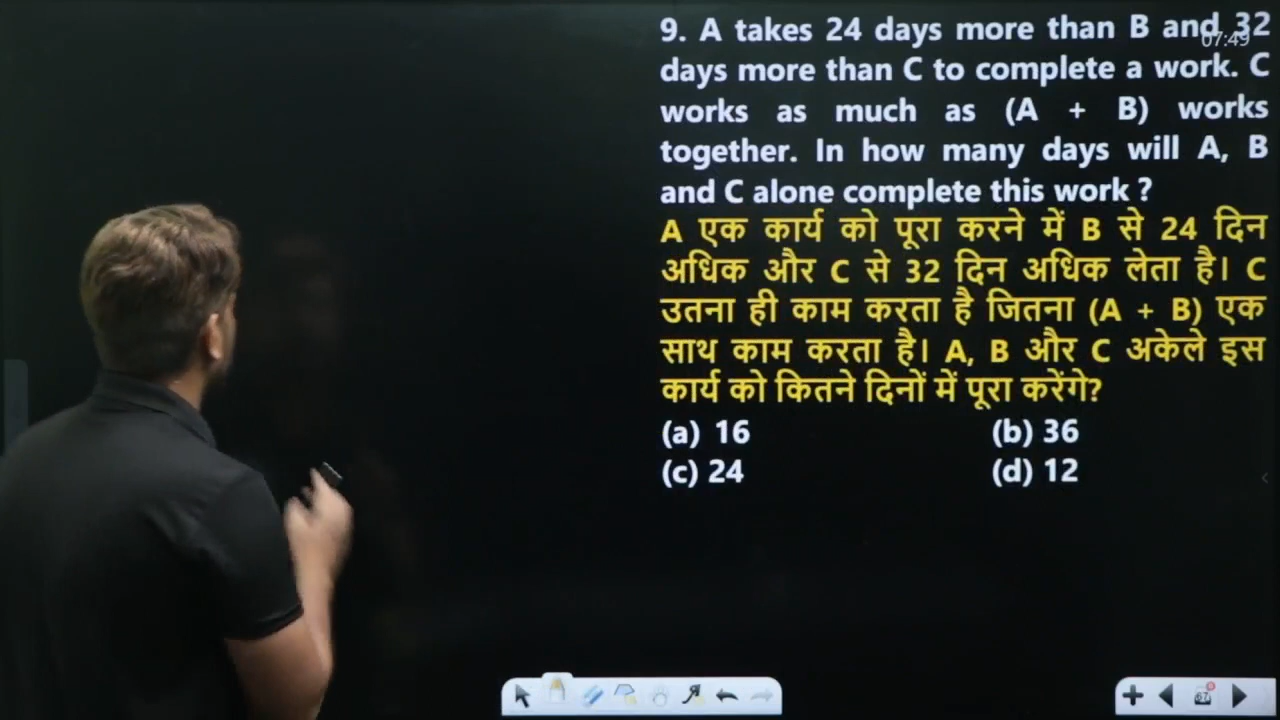 9. A takes 24 days more than B and 32
07:49
days more than C to complete a work. C
works as much as (A + B) works
together. In how many days will A, B
and C alone complete this work ?
A एक कार्य को पूरा करने में B से 24 दिन
अधिक और C से 32 दिन अधिक लेता है। C
उतना ही काम करता है जितना (A + B) एक
साथ काम करता है। A, B और C अकेले इस
कार्य को कितने दिनों में पूरा करेंगे?
(a) 16 (b) 36
(c) 24 (d) 12
67